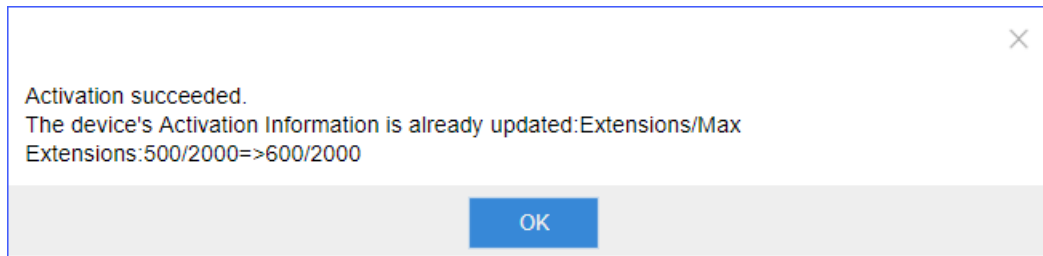 Activation succeeded.
The device's Activation Information is already updated:Extensions/Max
Extensions:500/2000=>600/2000
OK